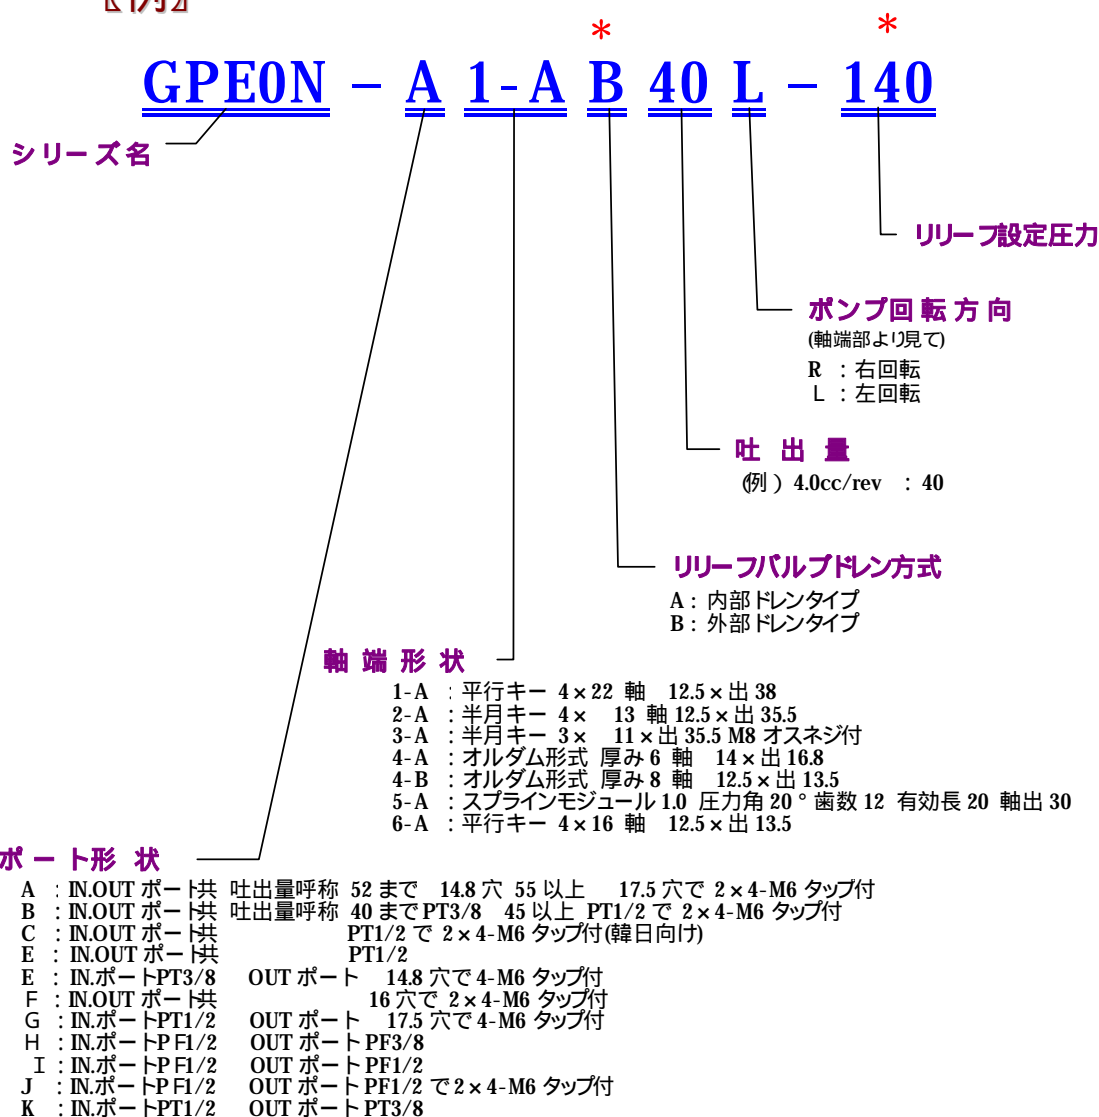 〖例〗
* *
GPE0N － A 1-A B 40 L － 140
シリーズ名
リリーフ設定圧力
ポンプ回転方向
(軸端部より見て)
R ：右回転
L ：左回転
吐出量
(例）4.0cc/rev ：40
リリーフバルブドレン方式
A：内部ドレンタイプ
B：外部ドレンタイプ
軸端形状
1-A ：平行キー 4×22 軸 12.5×出 38
2-A ：半月キー 4× 13 軸 12.5×出 35.5
3-A ：半月キー 3× 11×出 35.5 M8 オスネジ付
4-A ：オルダム形式 厚み 6 軸 14×出 16.8
4-B ：オルダム形式 厚み 8 軸 12.5×出 13.5
5-A ：スプラインモジュール 1.0 圧力角 20°歯数 12 有効長 20 軸出 30
6-A ：平行キー 4×16 軸 12.5×出 13.5
ポート形状
A ：IN.OUT ポート共 吐出量呼称 52 まで 14.8 穴 55 以上 17.5 穴で 2×4-M6 タップ付
B ：IN.OUT ポート共 吐出量呼称 40 まで PT3/8 45 以上 PT1/2 で 2×4-M6 タップ付
C ：IN.OUT ポート共 PT1/2 で 2×4-M6 タップ付(韓日向け)
E ：IN.OUT ポート共 PT1/2
E ：IN.ポートPT3/8 OUT ポート 14.8 穴で 4-M6 タップ付
F ：IN.OUT ポート共 16 穴で 2×4-M6 タップ付
G ：IN.ポートPT1/2 OUT ポート 17.5 穴で 4-M6 タップ付
H ：IN.ポートPF1/2 OUT ポート PF3/8
I ：IN.ポートPF1/2 OUT ポート PF1/2
J ：IN.ポートPF1/2 OUT ポート PF1/2 で 2×4-M6 タップ付
K ：IN.ポートPT1/2 OUT ポート PT3/8